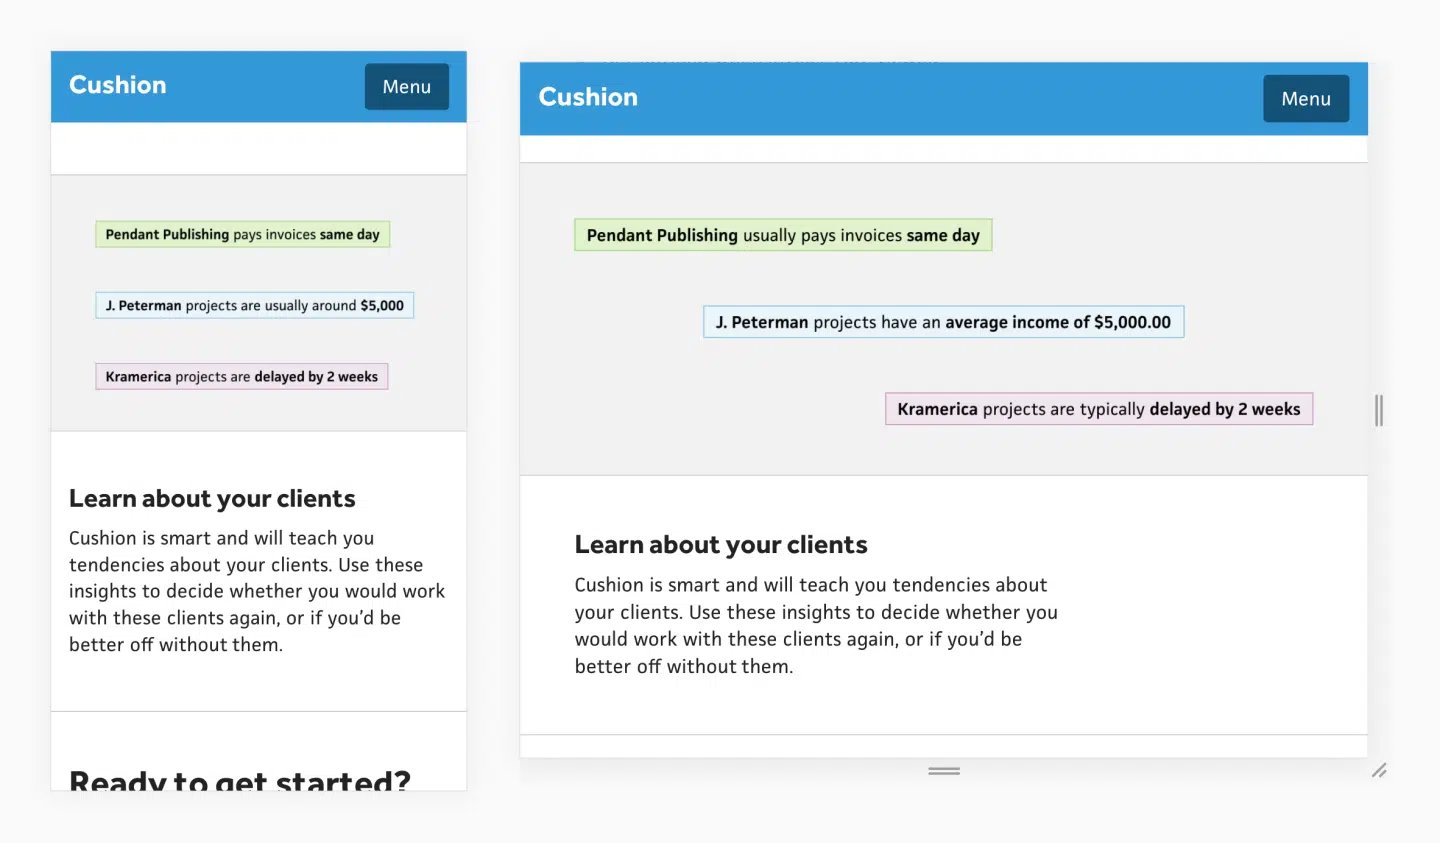 Cushion
Menu
Pendant Publishing pays invoices same day
J. Peterman projects are usually around $5,000
Kramerica projects are delayed by 2 weeks
Learn about your clients
Cushion is smart and will teach you
tendencies about your clients. Use these
insights to decide whether you would work
with these clients again, or if you’d be
better off without them.
Ready to get started?
Cushion
Menu
Pendant Publishing usually pays invoices same day
J. Peterman projects have an average income of $5,000.00
Kramerica projects are typically delayed by 2 weeks
Learn about your clients
Cushion is smart and will teach you tendencies about
your clients. Use these insights to decide whether you
would work with these clients again, or if you’d be
better off without them.